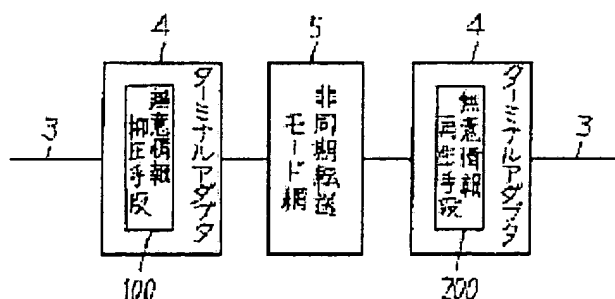 4
5
4
3
ターミナルアダプタ
無意情報
抑圧手段
非同期転送
モード網
ターミナルアダプタ
無意情報
再生手段
3
100
200